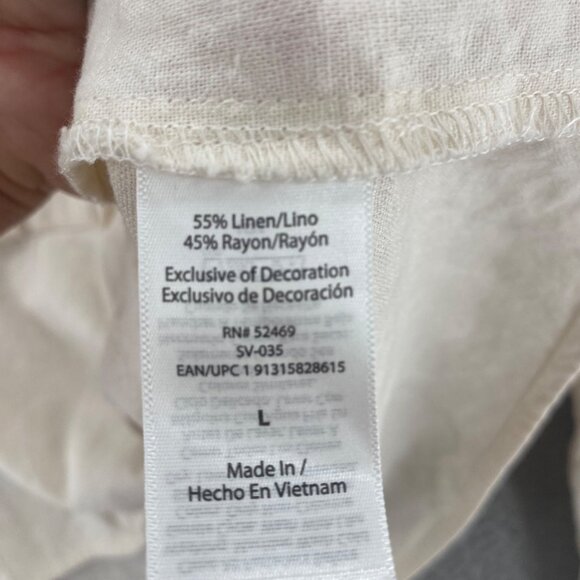 55% Linen/Lino
45% Rayon/Rayón
Exclusive of Decoration
Exclusivo de Decoración
RN# 52469
SV-035
EAN/UPC 1 91315828615
L
Made In /
Hecho En Vietnam